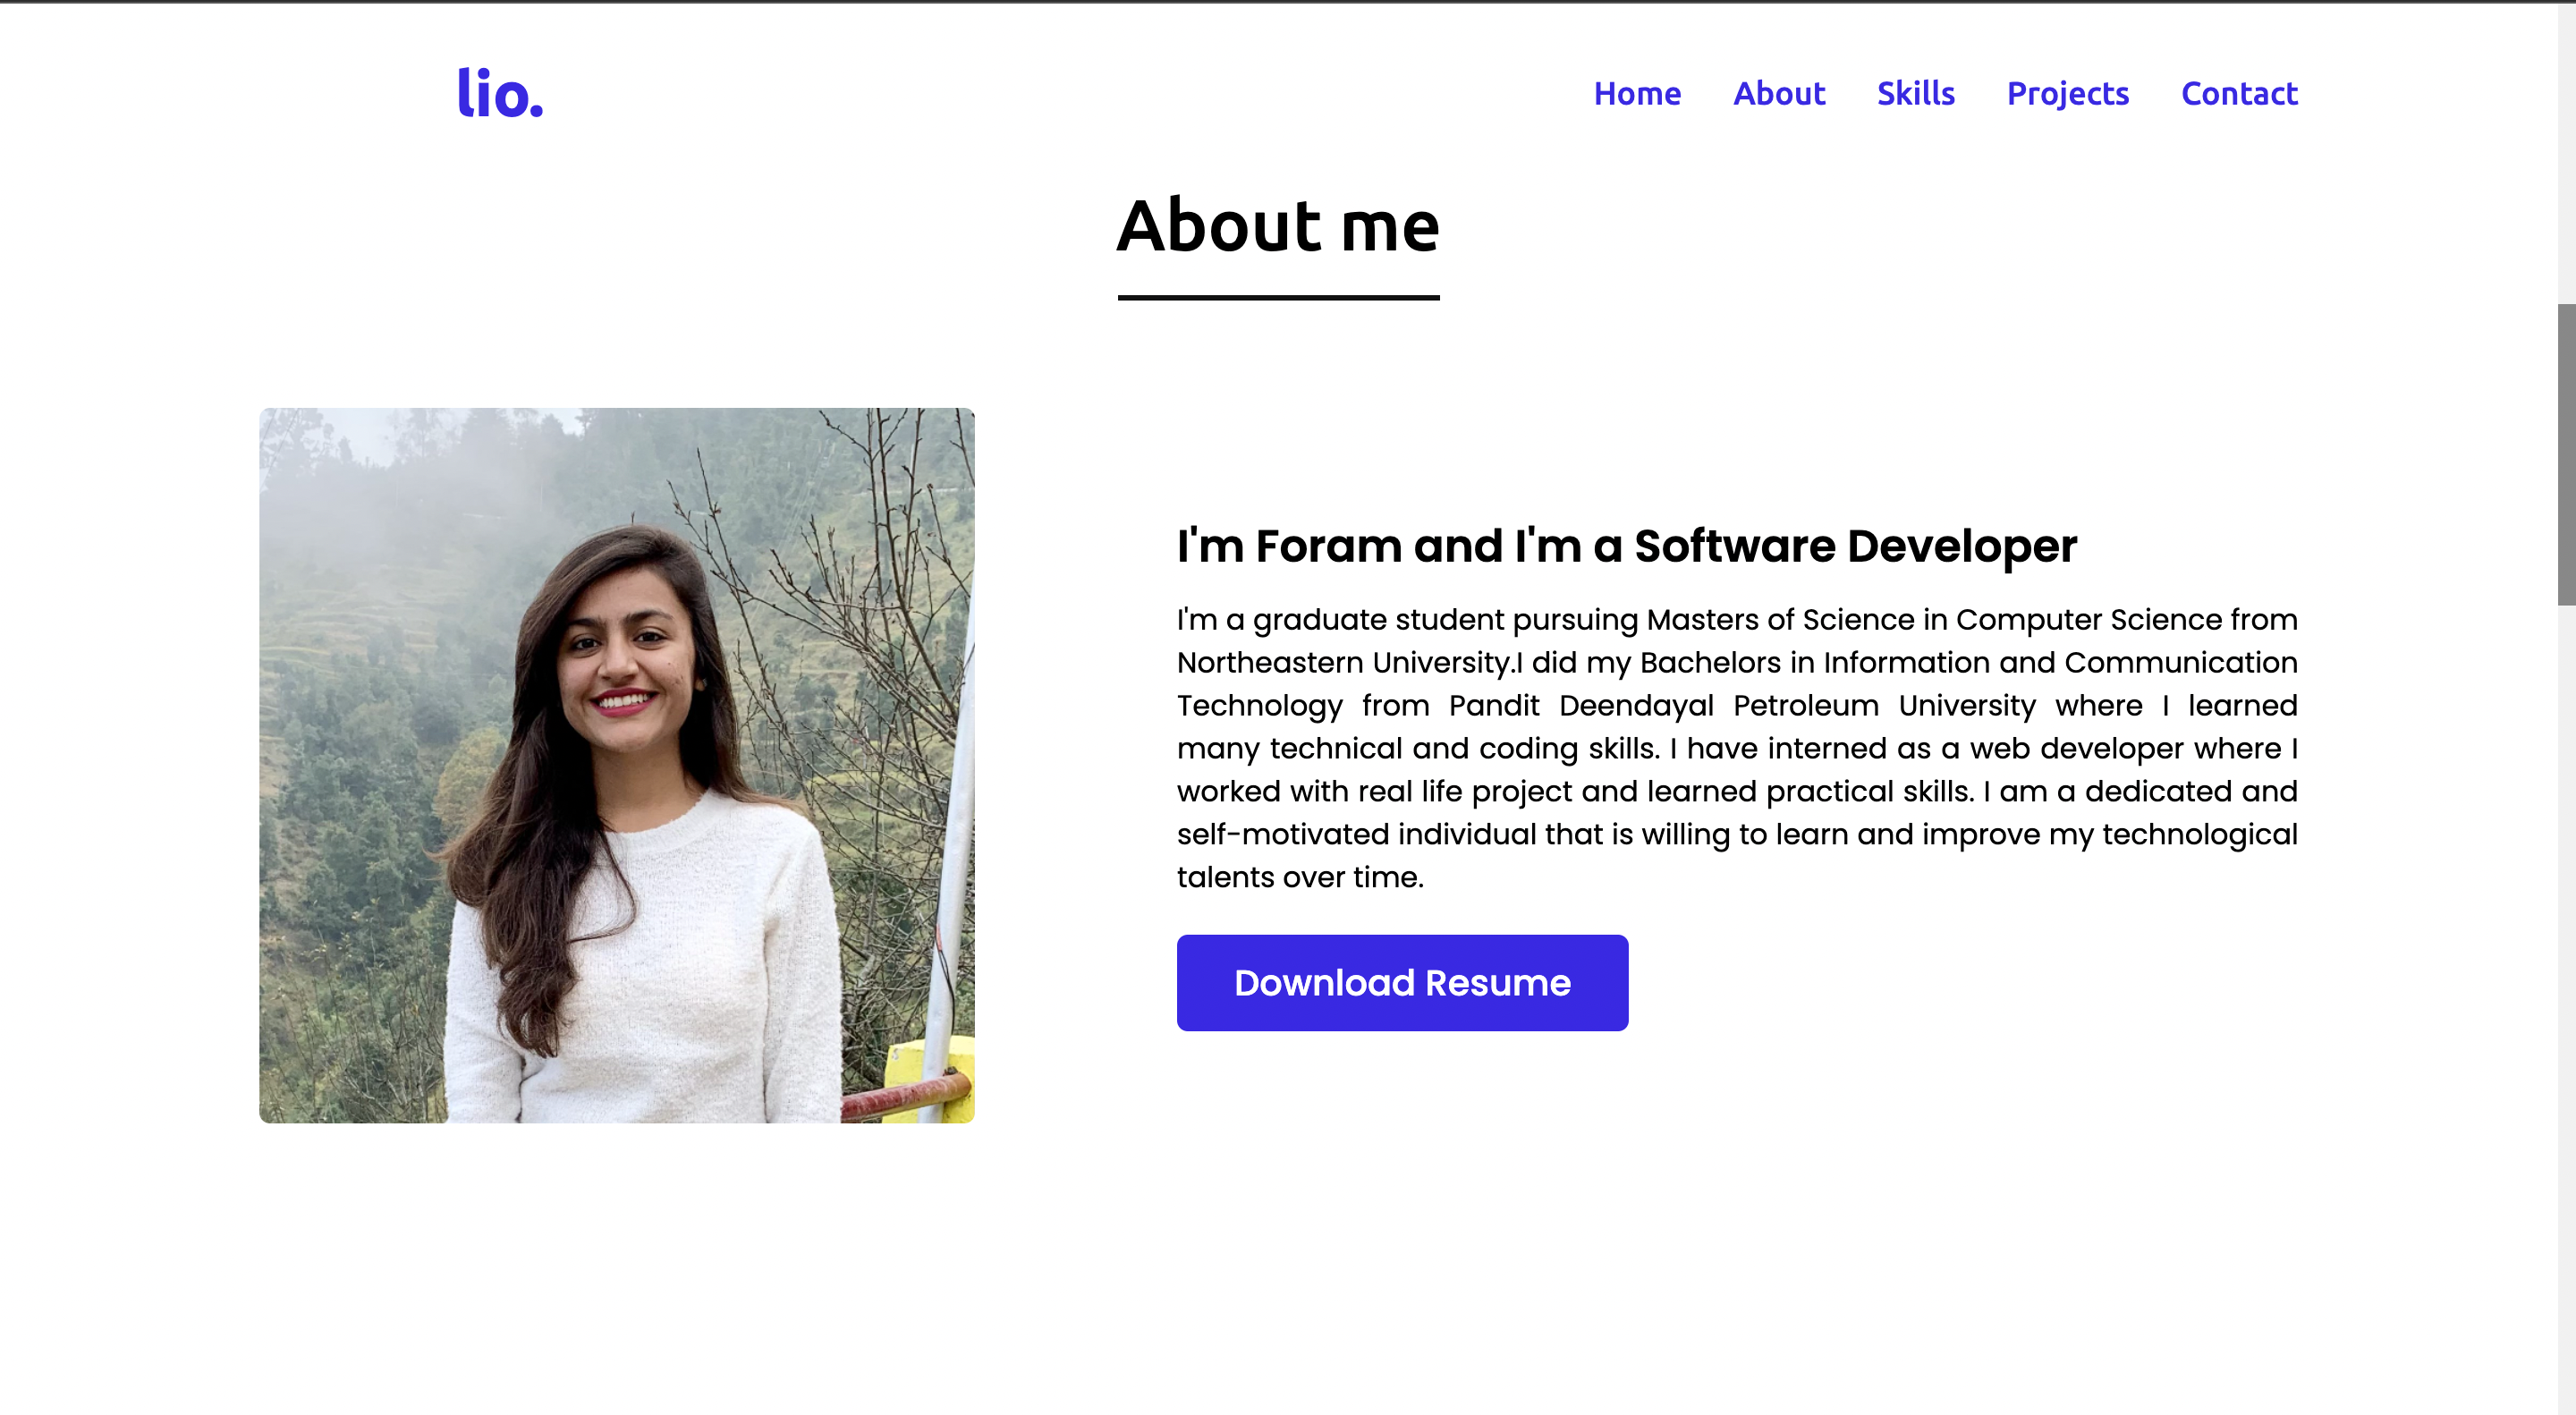 lio.
Home About Skills Projects Contact
About me
I'm Foram and I'm a Software Developer
I'm a graduate student pursuing Masters of Science in Computer Science from
Northeastern University.I did my Bachelors in Information and Communication
Technology from Pandit Deendayal Petroleum University where I learned
many technical and coding skills. I have interned as a web developer where I
worked with real life project and learned practical skills. I am a dedicated and
self-motivated individual that is willing to learn and improve my technological
talents over time.
Download Resume